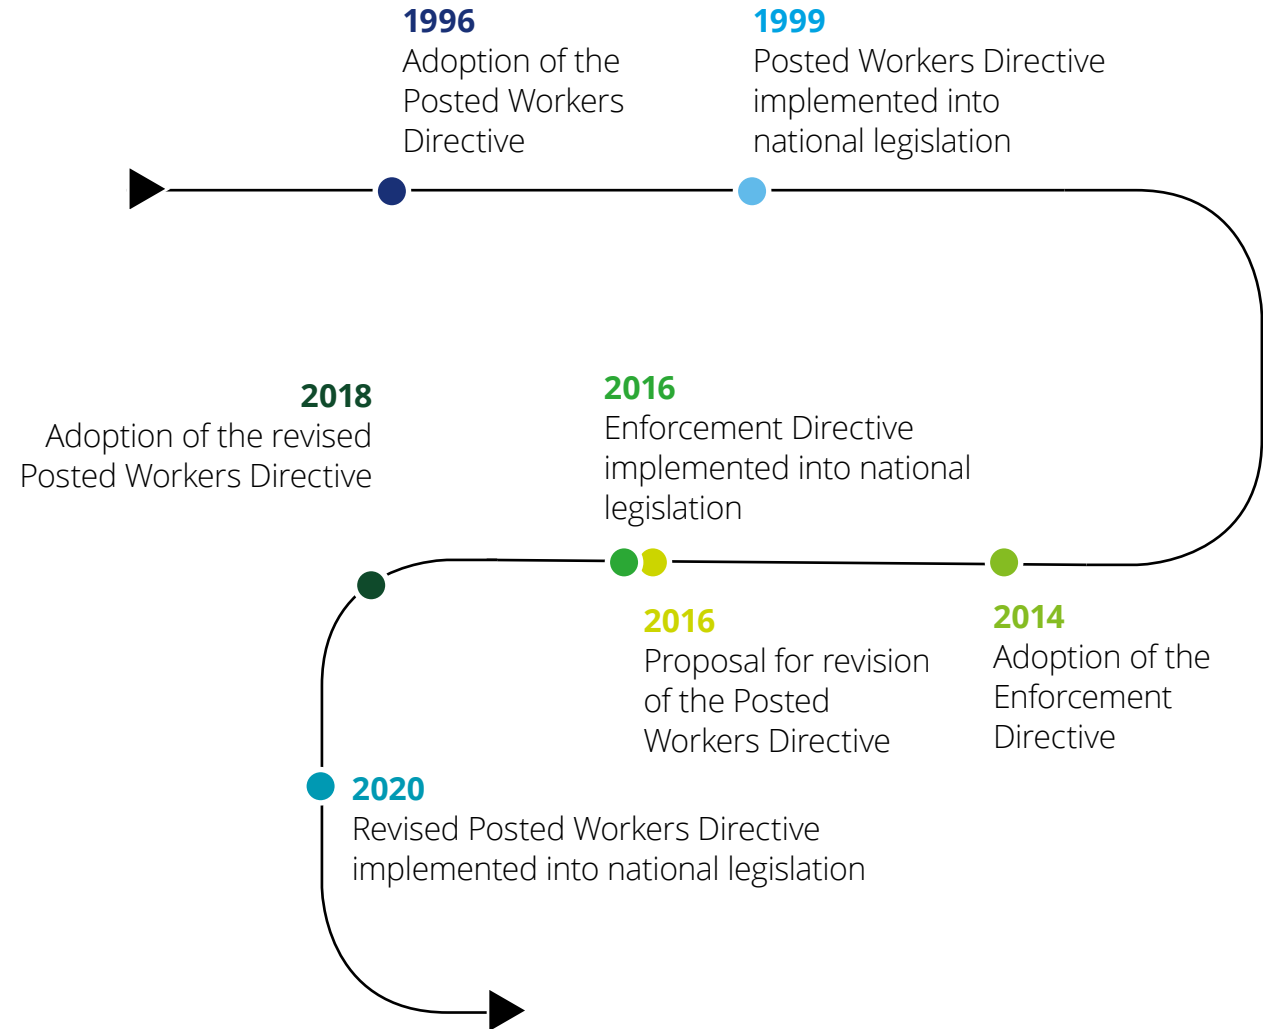 1996
Adoption of the
Posted Workers
Directive
1999
Posted Workers Directive
implemented into
national legislation
2018
Adoption of the revised
Posted Workers Directive
2016
Enforcement Directive
implemented into national
legislation
2016
Proposal for revision
of the Posted
Workers Directive
2014
Adoption of the
Enforcement
Directive
2020
Revised Posted Workers Directive
implemented into national legislation